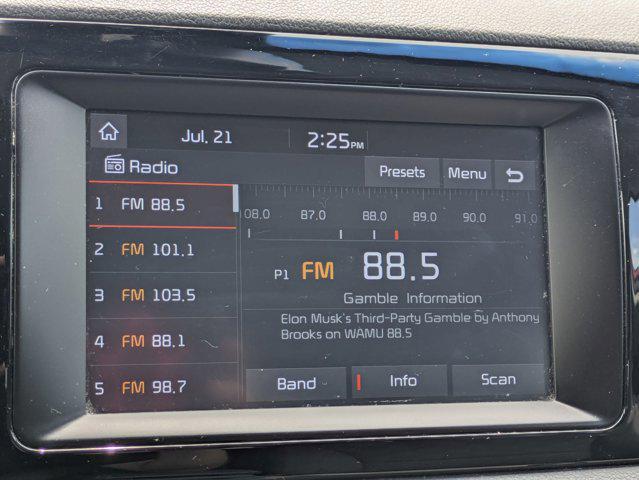 Jul. 21 2:25PM
Radio Presets Menu
1 FM 88.5
2 FM 101.1
3 FM 103.5
4 FM 88.1
5 FM 98.7
08.0 87.0 88.0 89.0 90.0 91.0
P1 FM 88.5
Gamble Information
Elon Musk's Third-Party Gamble by Anthony
Brooks on WAMU 88.5
Band Info Scan